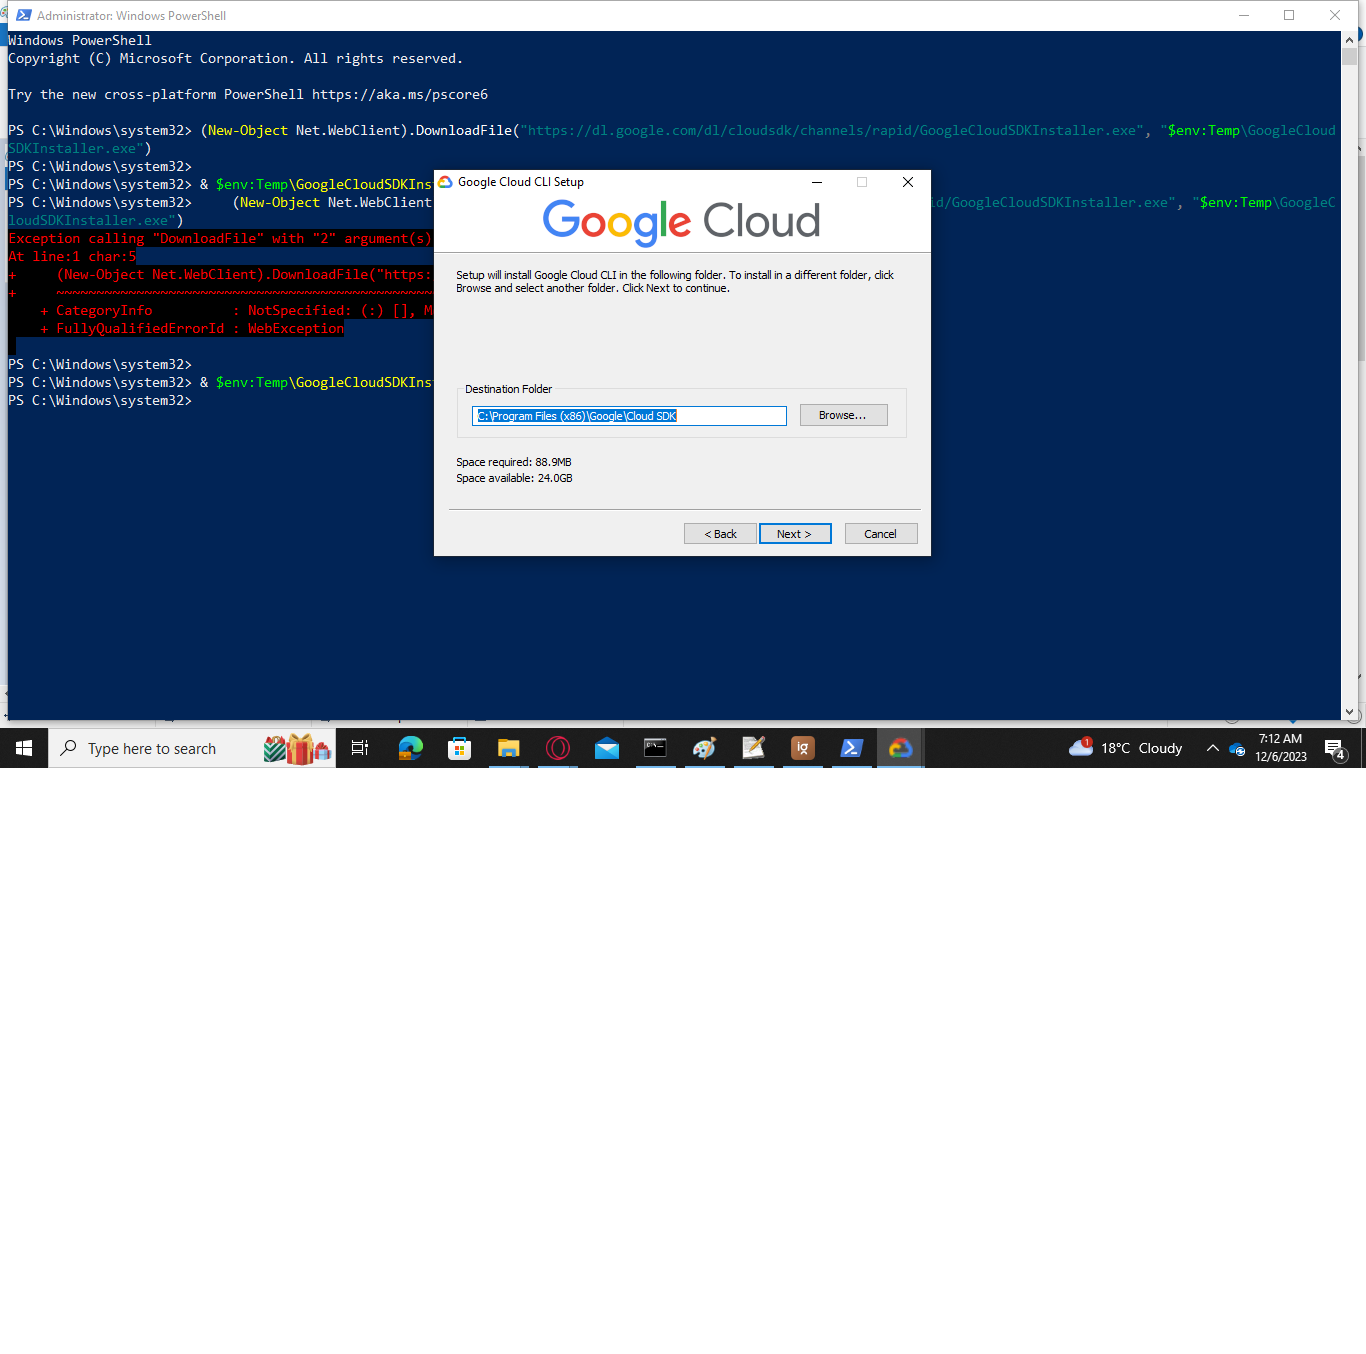 Administrator: Windows PowerShell
Windows PowerShell
Copyright (C) Microsoft Corporation. All rights reserved.
Try the new cross-platform PowerShell https://aka.ms/pscore6
PS C:\Windows\system32> (New-Object Net.WebClient).DownloadFile("https://dl.google.com/dl/cloudsdk/channels/rapid/GoogleCloudSDKInstaller.exe", "$env:Temp\GoogleCloud
SDKInstaller.exe")
PS C:\Windows\system32>
PS C:\Windows\system32> & $env:Temp\GoogleCloudSDKIns
PS C:\Windows\system32>     (New-Object Net.WebClient id/GoogleCloudSDKInstaller.exe", "$env:Temp\GoogleC
loudSDKInstaller.exe")
Exception calling "DownloadFile" with "2" argument(s)
At line:1 char:5
+     (New-Object Net.WebClient).DownloadFile("https:
+     ~~~~~~~~~~~~~~~~~~~~~~~~~~~~~~~~~~~~~~~~~~~~~~~
    + CategoryInfo          : NotSpecified: (:) [], M
    + FullyQualifiedErrorId : WebException
PS C:\Windows\system32>
PS C:\Windows\system32> & $env:Temp\GoogleCloudSDKIns
PS C:\Windows\system32>
Google Cloud CLI Setup
Google Cloud
Setup will install Google Cloud CLI in the following folder. To install in a different folder, click
Browse and select another folder. Click Next to continue.
Destination Folder
C:\Program Files (x86)\Google\Cloud SDK
Browse...
Space required: 88.9MB
Space available: 24.0GB
< Back
Next >
Cancel
Type here to search
ig
1
18°C Cloudy
7:12 AM
12/6/2023
4